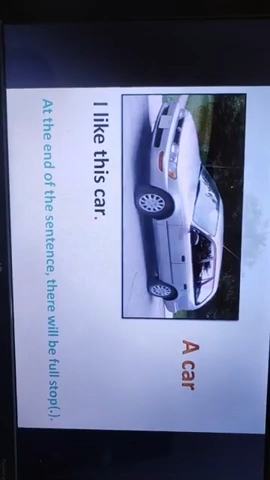 A car
I like this car.
At the end of the sentence, there will be full stop(.).